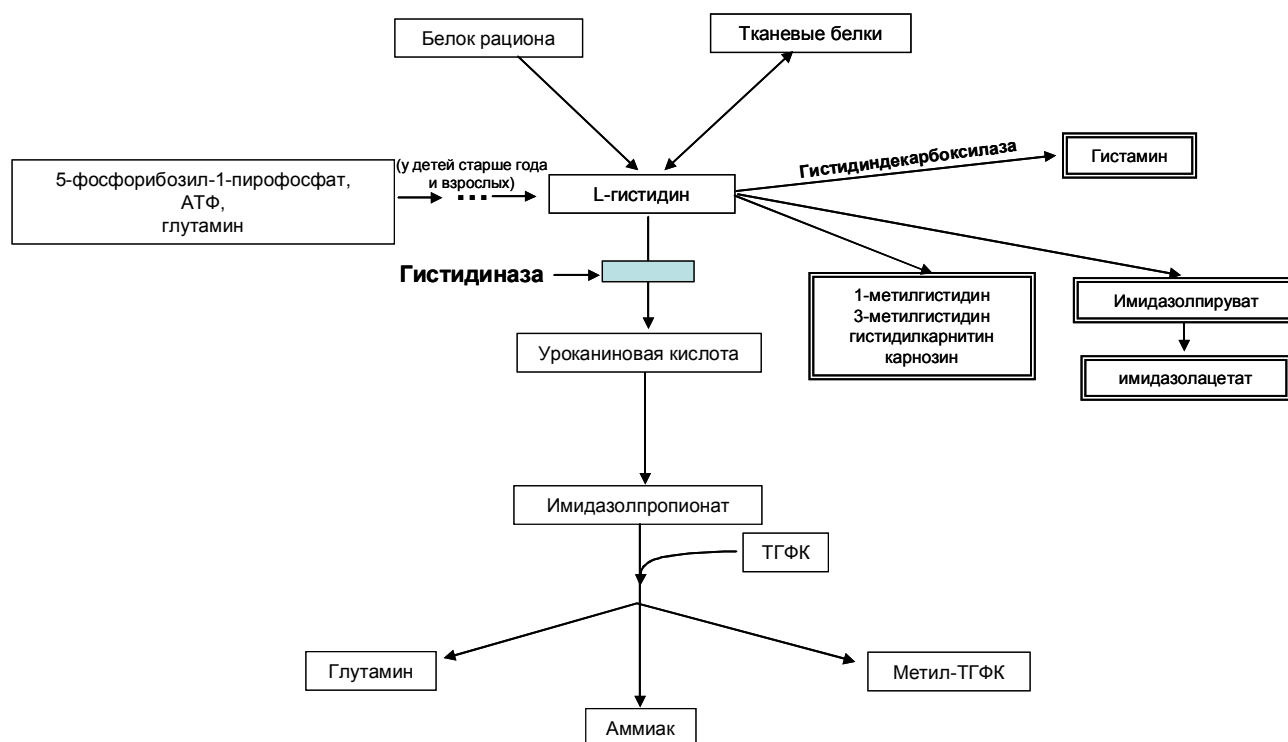 Белок рациона
Тканевые белки
Гистидиндекарбоксилаза
Гистамин
5-фосфорибозил-1-пирофосфат,
АТФ,
глутамин
(у детей старше года
и взрослых)
...
L-гистидин
Гистидиназа
1-метилгистидин
3-метилгистидин
гистидилкарнитин
карнозин
Имидазолпируват
имидазолацетат
Уроканиновая кислота
Имидазолпропионат
ТГФК
Глутамин
Метил-ТГФК
Аммиак